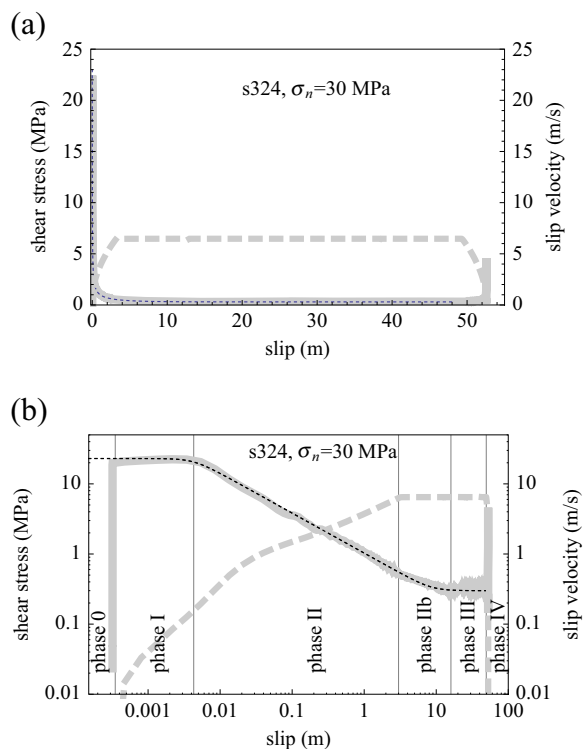 (a)
s324, σn=30 MPa
25
20
15
10
5
0
shear stress (MPa)
25
20
15
10
5
0
slip velocity (m/s)
0 10 20 30 40 50
slip (m)
(b)
s324, σn=30 MPa
10
1
0.1
0.01
shear stress (MPa)
10
1
0.1
0.01
slip velocity (m/s)
phase 0
phase I
phase II
phase IIb
phase III
phase IV
0.001 0.01 0.1 1 10 100
slip (m)